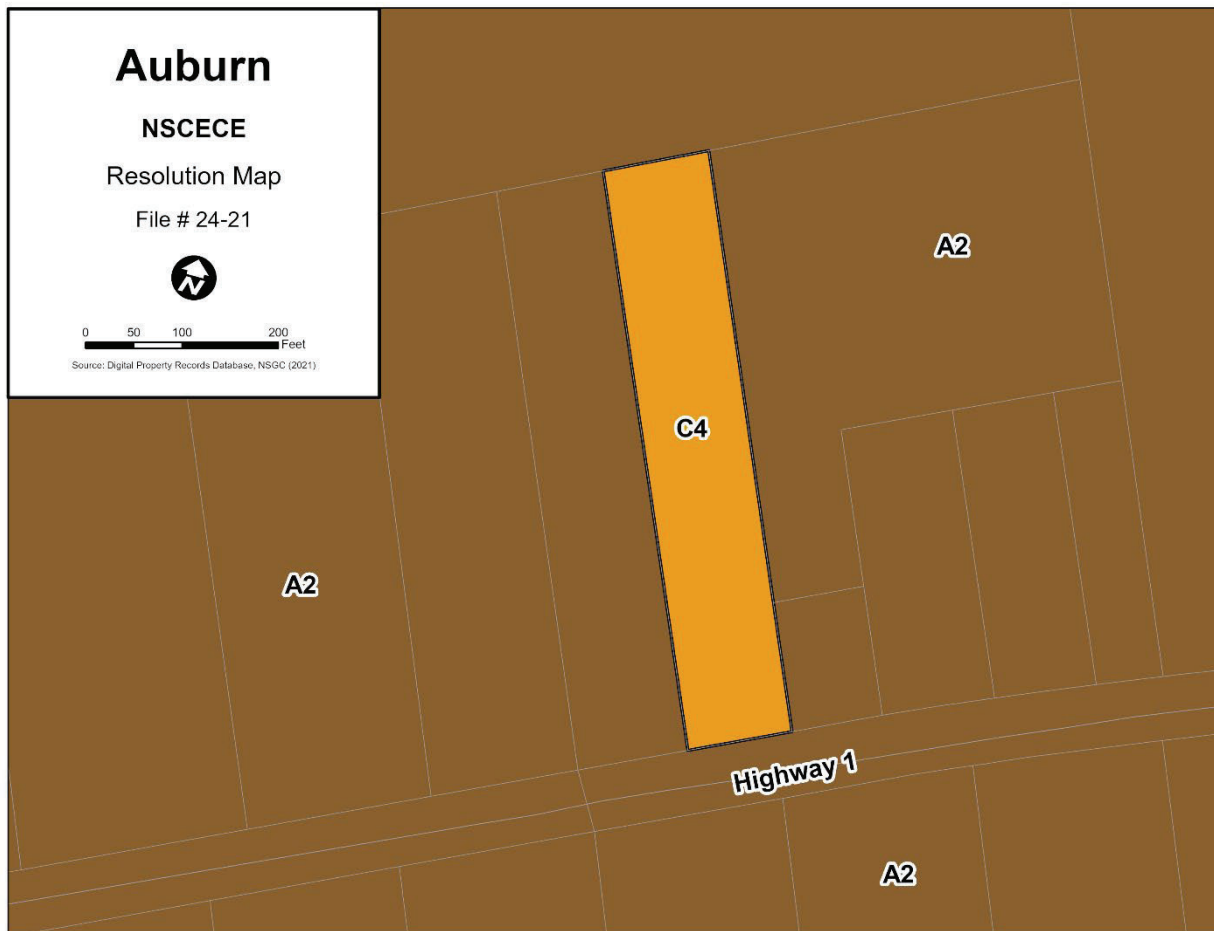 Auburn
NSCECE
Resolution Map
File # 24-21
N
0 50 100 200
Feet
Source: Digital Property Records Database, NSGC (2021)
A2
C4
A2
Highway 1
A2